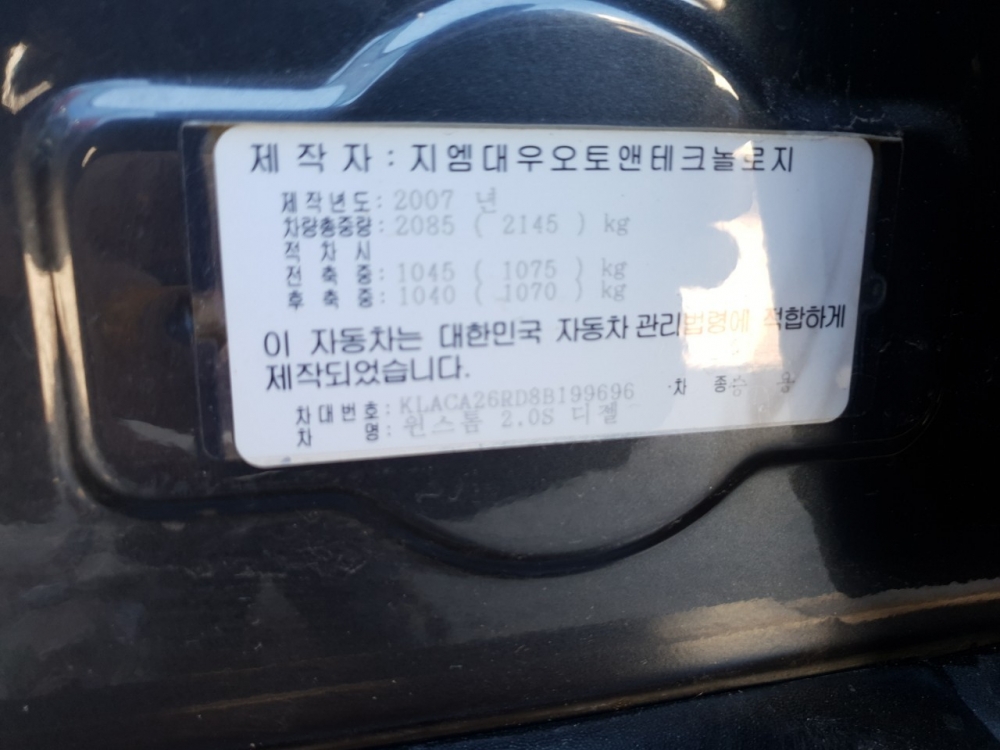 제 작 자 : 지엠대우오토앤테크놀로지
제작년도: 2007 년
차량총중량: 2085 ( 2145 ) kg
적 차 시
전 축 중: 1045 ( 1075 ) kg
후 축 중: 1040 ( 1070 ) kg
이 자동차는 대한민국 자동차관리법령에 적합하게
제작되었습니다.
차대번호: KLACA26RD8B199696 차 종 승 용
차 명: 윈스톰 2.0S 디젤